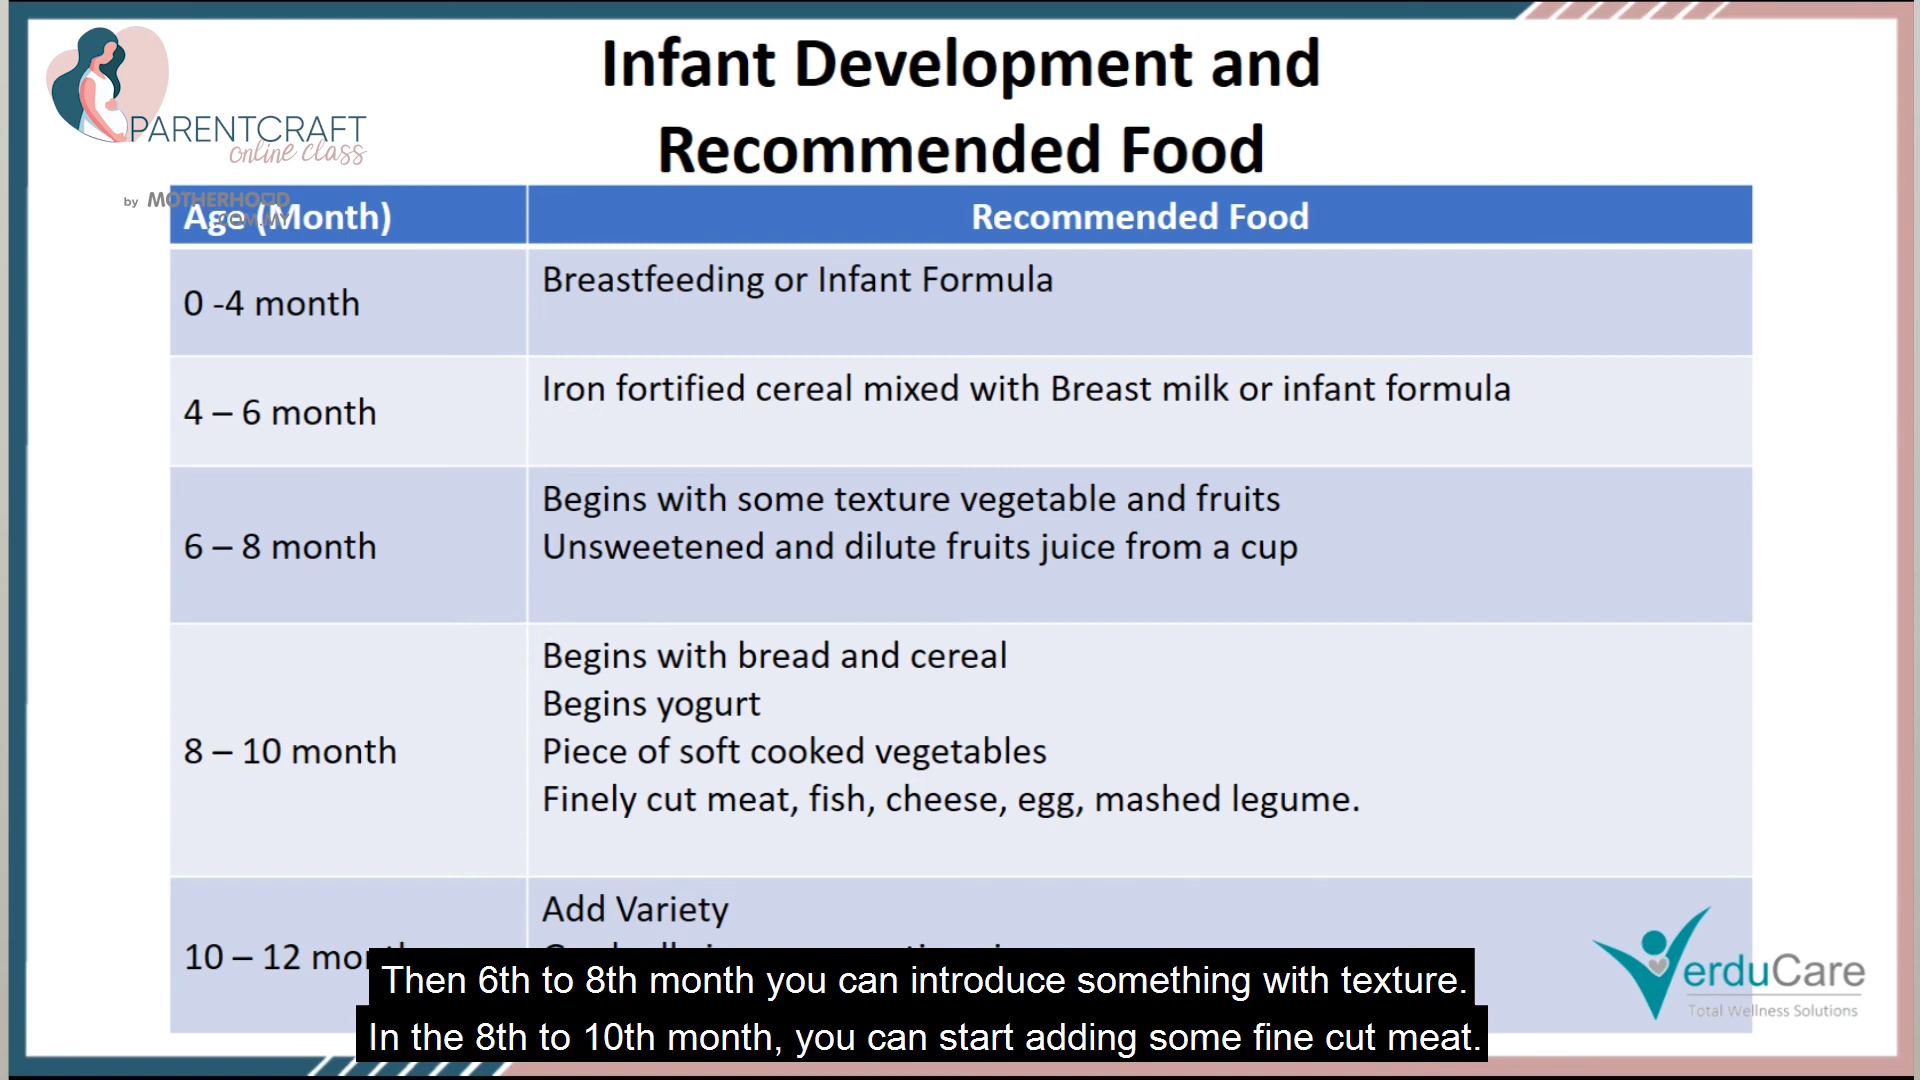 Infant Development and
Recommended Food
PARENTCRAFT
online class
by MOTHERHOOD
.COM.MY
Age (Month)
Recommended Food
0 -4 month
Breastfeeding or Infant Formula
4 – 6 month
Iron fortified cereal mixed with Breast milk or infant formula
6 – 8 month
Begins with some texture vegetable and fruits
Unsweetened and dilute fruits juice from a cup
8 – 10 month
Begins with bread and cereal
Begins yogurt
Piece of soft cooked vegetables
Finely cut meat, fish, cheese, egg, mashed legume.
10 – 12 month
Add Variety
VerduCare
Total Wellness Solutions
Then 6th to 8th month you can introduce something with texture.
In the 8th to 10th month, you can start adding some fine cut meat.